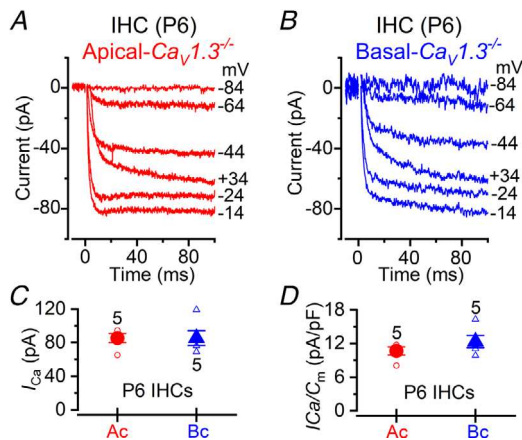 A
IHC (P6)
Apical-CaV1.3-/-
mV
-84
-64
-44
+34
-24
-14
0
-40
-80
Current (pA)
0 40 80
Time (ms)
B
IHC (P6)
Basal-CaV1.3-/-
mV
-84
-64
-44
+34
-24
-14
0
-40
-80
Current (pA)
0 40 80
Time (ms)
C
120
80
40
0
ICa (pA)
5
5
P6 IHCs
Ac Bc
D
18
12
6
0
ICa/Cm (pA/pF)
5
5
P6 IHCs
Ac Bc